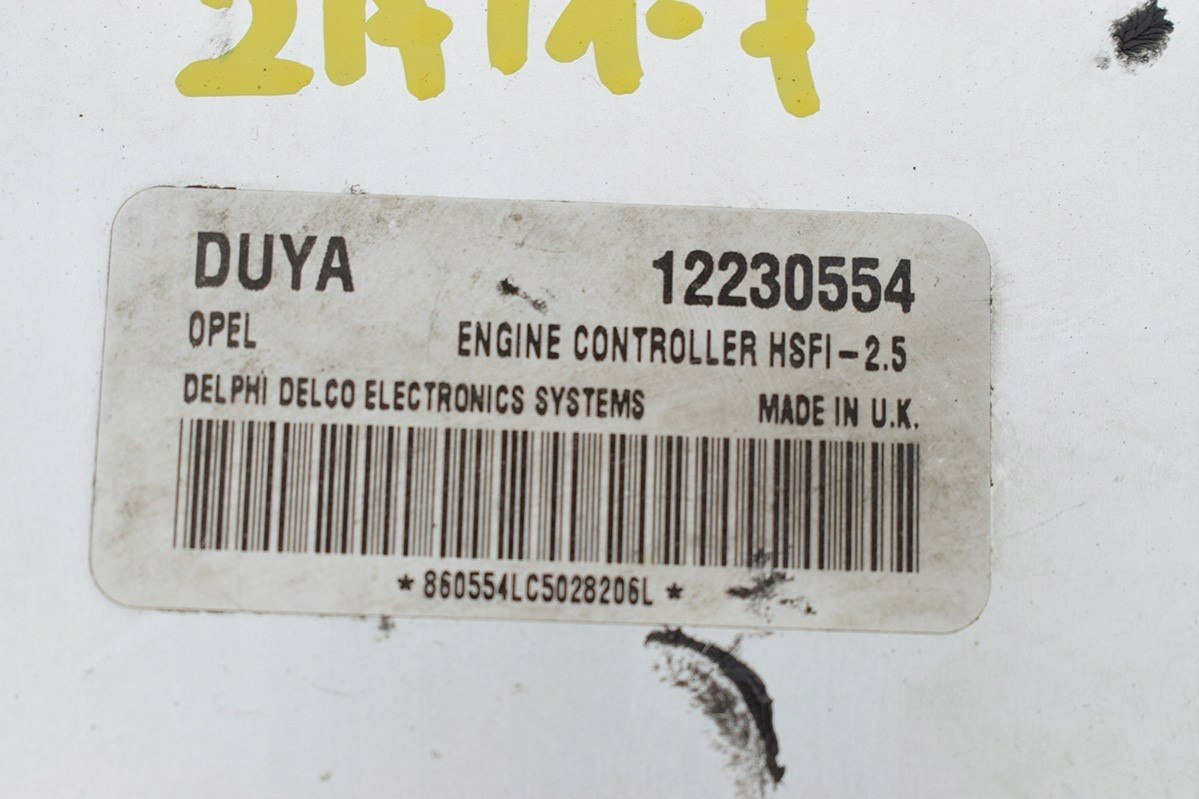 DUYA 12230554
OPEL ENGINE CONTROLLER HSFI-2.5
DELPHI DELCO ELECTRONICS SYSTEMS MADE IN U.K.
*860554LC5028206L*